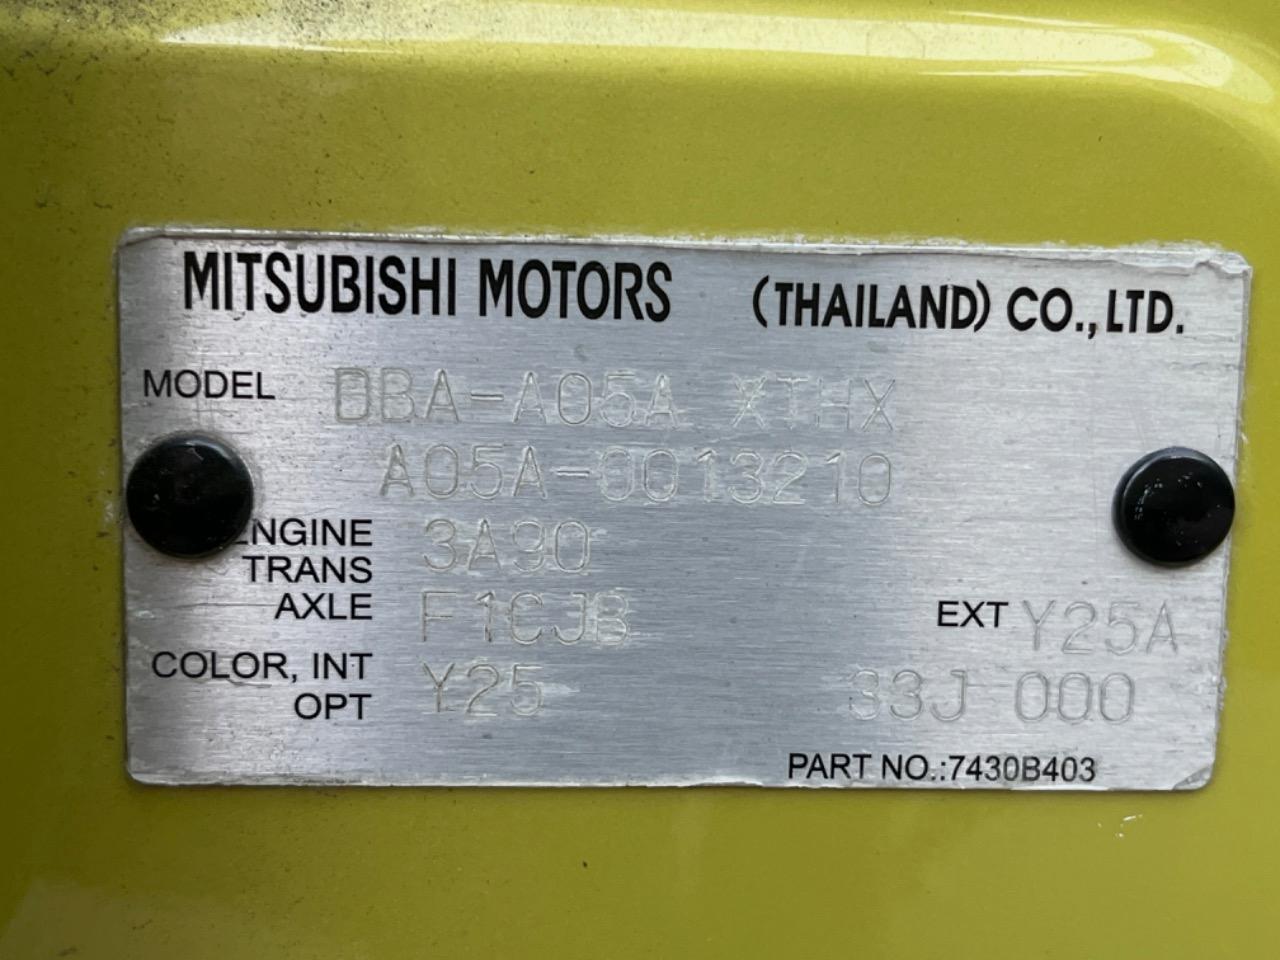 MITSUBISHI MOTORS (THAILAND) CO., LTD.
MODEL DBA-A05A XTHX
A05A-0013210
ENGINE 3A90
TRANS
AXLE F1CJB EXT Y25A
COLOR, INT
OPT Y25 33J 000
PART NO.:7430B403